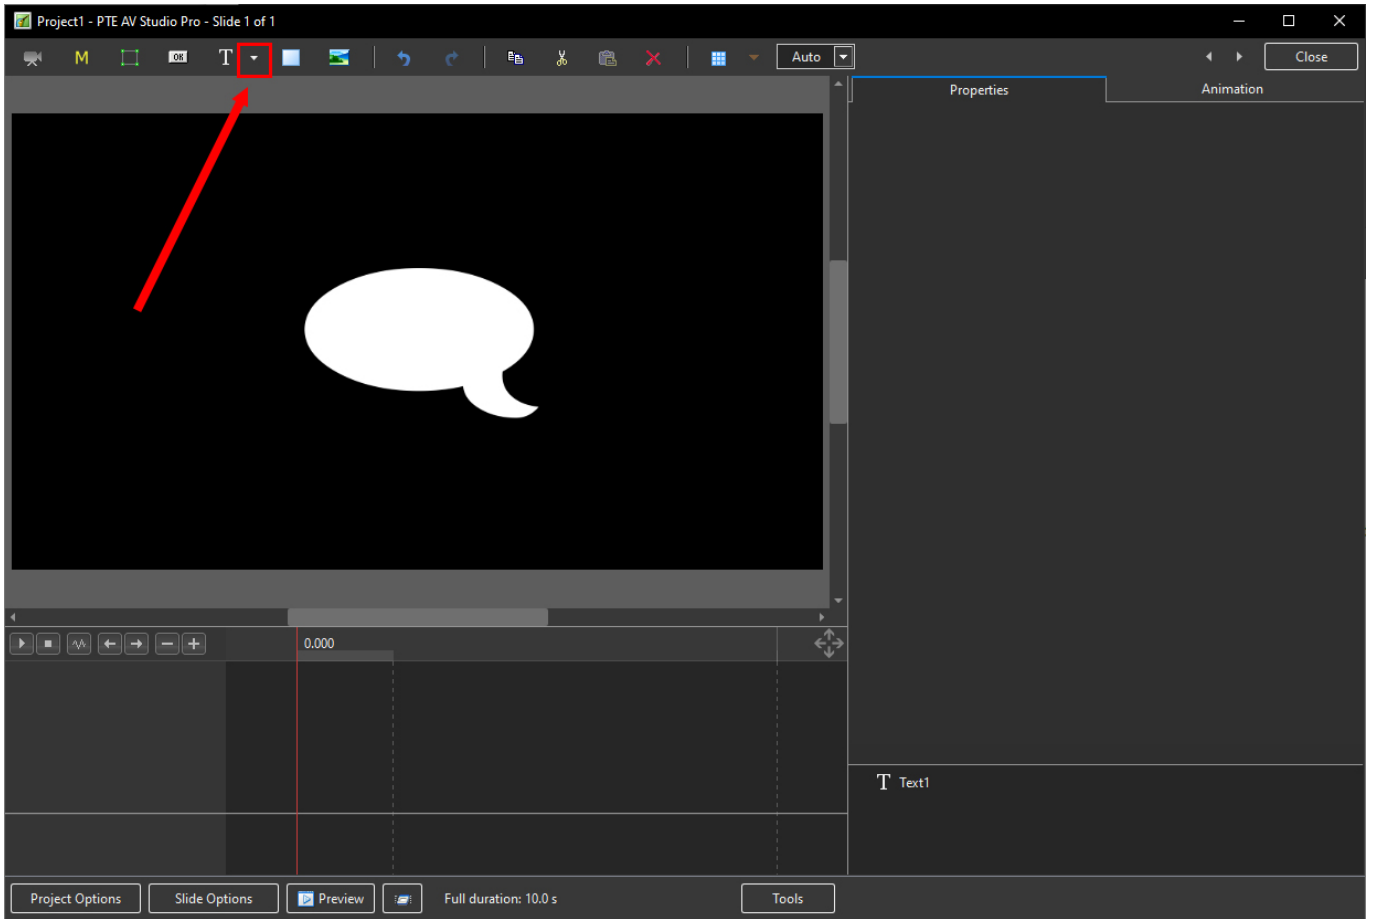 Project1 - PTE AV Studio Pro - Slide 1 of 1
M OK T Auto Close
Properties Animation
0.000
T Text1
Project Options Slide Options Preview Full duration: 10.0 s Tools